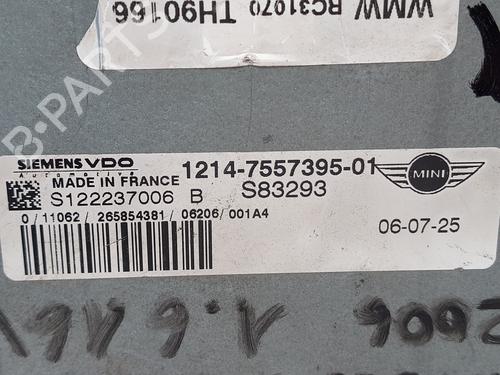 WMW RC31070 TH90166
B-PARTS
SIEMENS VDO
Automotive
1214-7557395-01
MADE IN FRANCE
S122237006 B S83293
MINI
0/11062/265854381/06206/001A4
06-07-25
2006 1.6